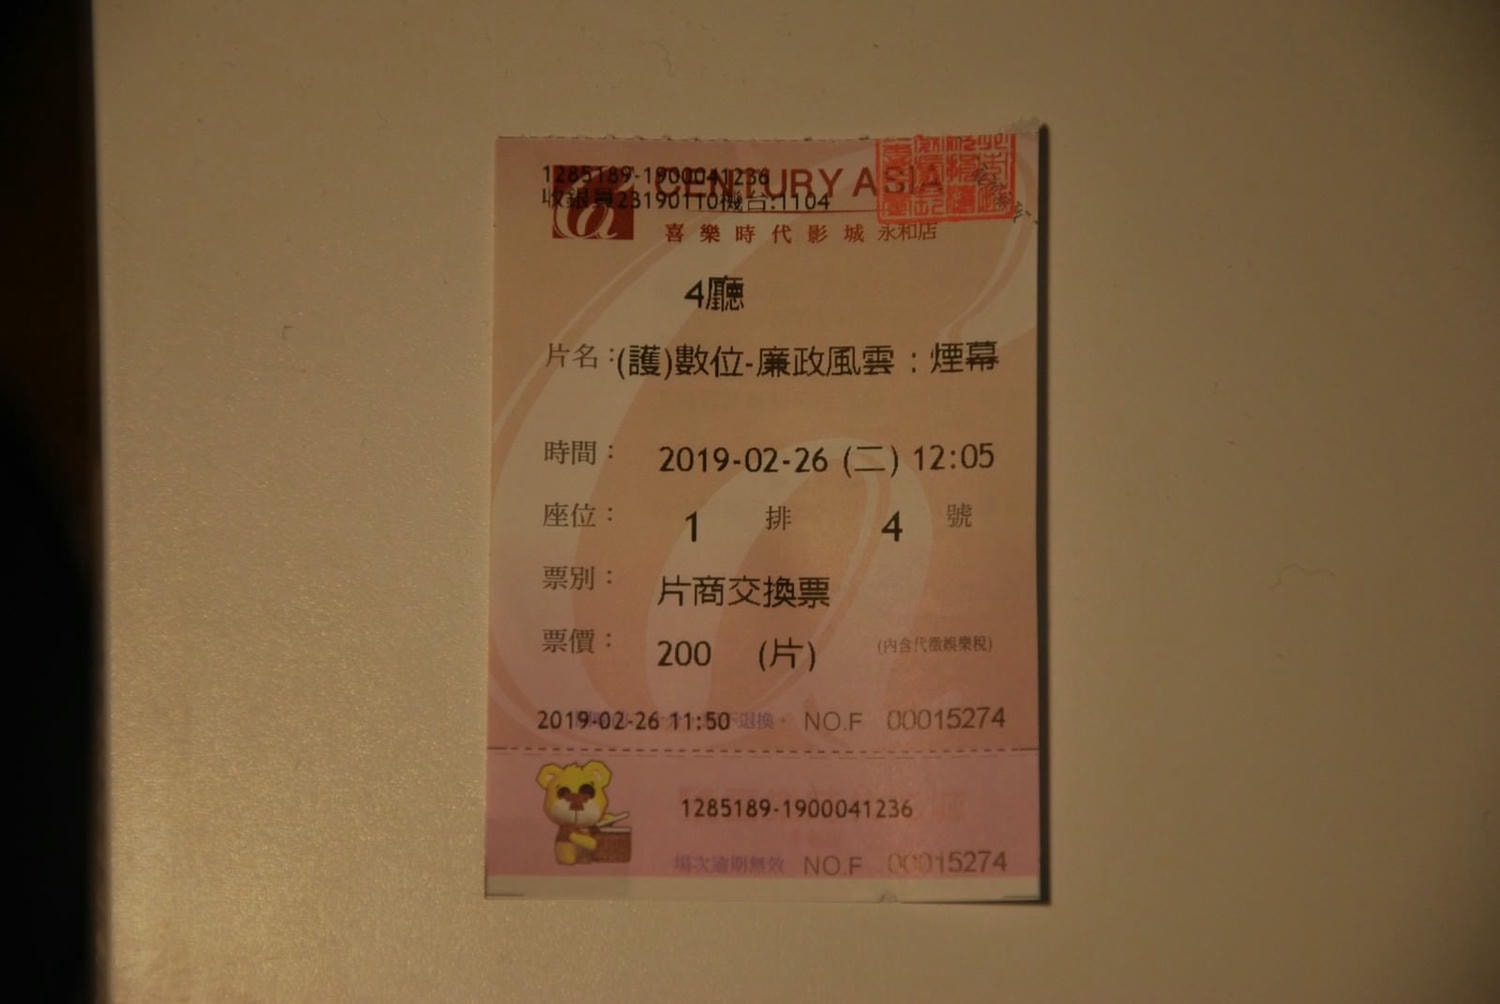 1285189-1900041236
CENTURY ASIA
收銀員23190110機台:1104
喜樂時代影城 永和店
4廳
片名:(護)數位-廉政風雲:煙幕
時間: 2019-02-26 (二) 12:05
座位: 1 排 4 號
票別: 片商交換票
票價: 200 (片) (內含代徵娛樂稅)
2019-02-26 11:50 不退換。 NO.F 00015274
1285189-1900041236
場次逾期無效 NO.F 00015274